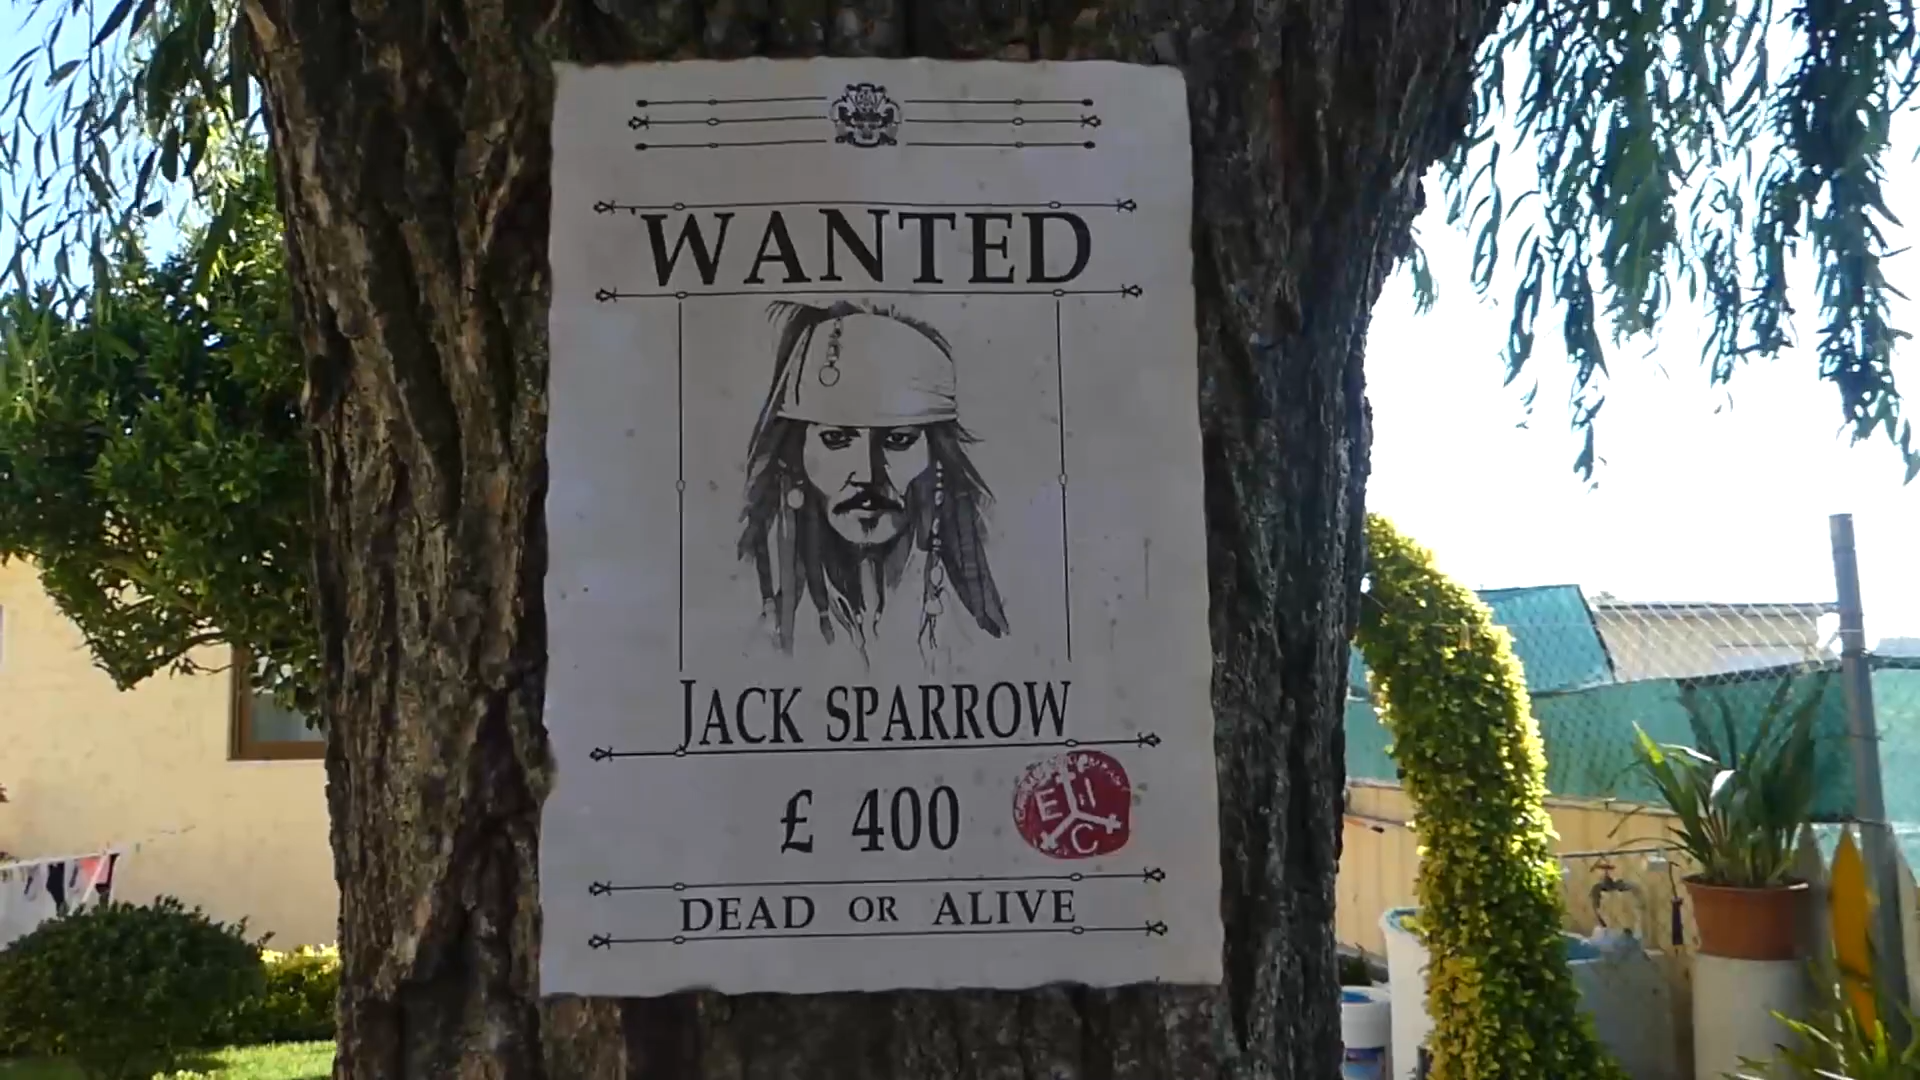 WANTED
JACK SPARROW
£ 400
E I C
DEAD OR ALIVE